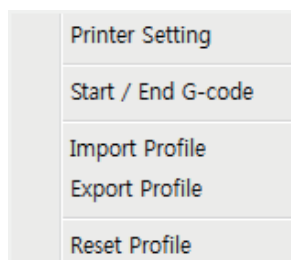 Printer Setting
Start / End G-code
Import Profile
Export Profile
Reset Profile